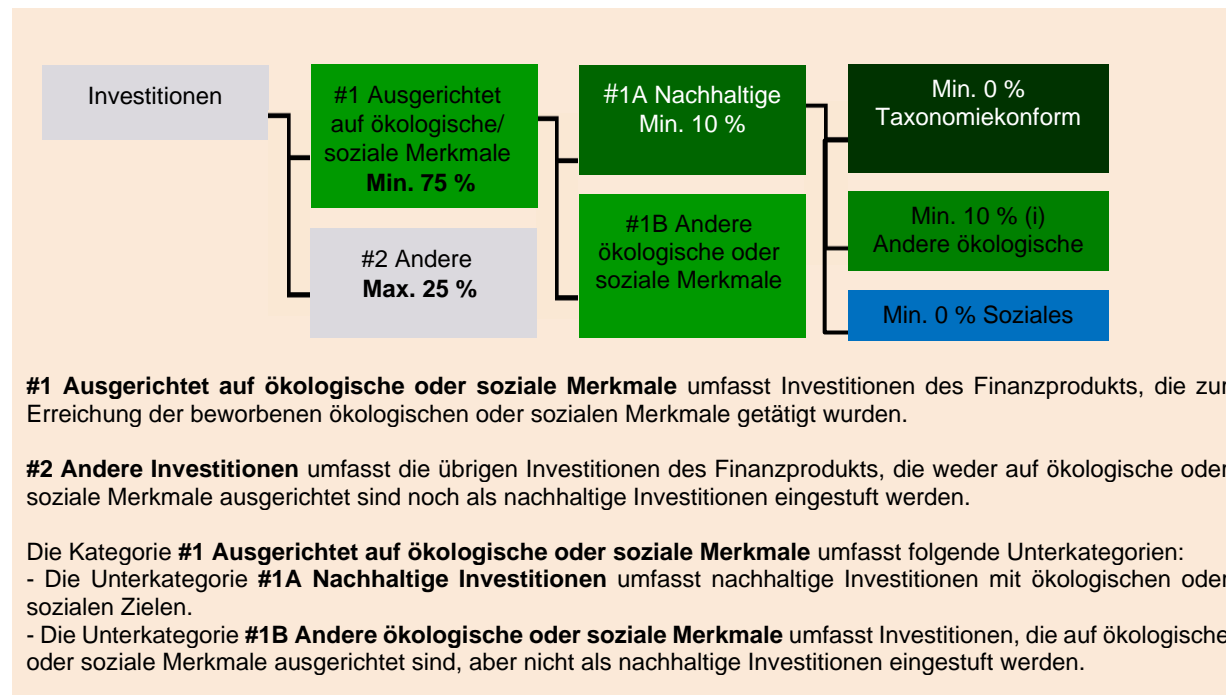 Investitionen
#1 Ausgerichtet
auf ökologische/
soziale Merkmale
Min. 75 %
#2 Andere
Max. 25 %
#1A Nachhaltige
Min. 10 %
#1B Andere
ökologische oder
soziale Merkmale
Min. 0 %
Taxonomiekonform
Min. 10 % (i)
Andere ökologische
Min. 0 % Soziales
#1 Ausgerichtet auf ökologische oder soziale Merkmale umfasst Investitionen des Finanzprodukts, die zur
Erreichung der beworbenen ökologischen oder sozialen Merkmale getätigt wurden.
#2 Andere Investitionen umfasst die übrigen Investitionen des Finanzprodukts, die weder auf ökologische oder
soziale Merkmale ausgerichtet sind noch als nachhaltige Investitionen eingestuft werden.
Die Kategorie #1 Ausgerichtet auf ökologische oder soziale Merkmale umfasst folgende Unterkategorien:
- Die Unterkategorie #1A Nachhaltige Investitionen umfasst nachhaltige Investitionen mit ökologischen oder
sozialen Zielen.
- Die Unterkategorie #1B Andere ökologische oder soziale Merkmale umfasst Investitionen, die auf ökologische
oder soziale Merkmale ausgerichtet sind, aber nicht als nachhaltige Investitionen eingestuft werden.